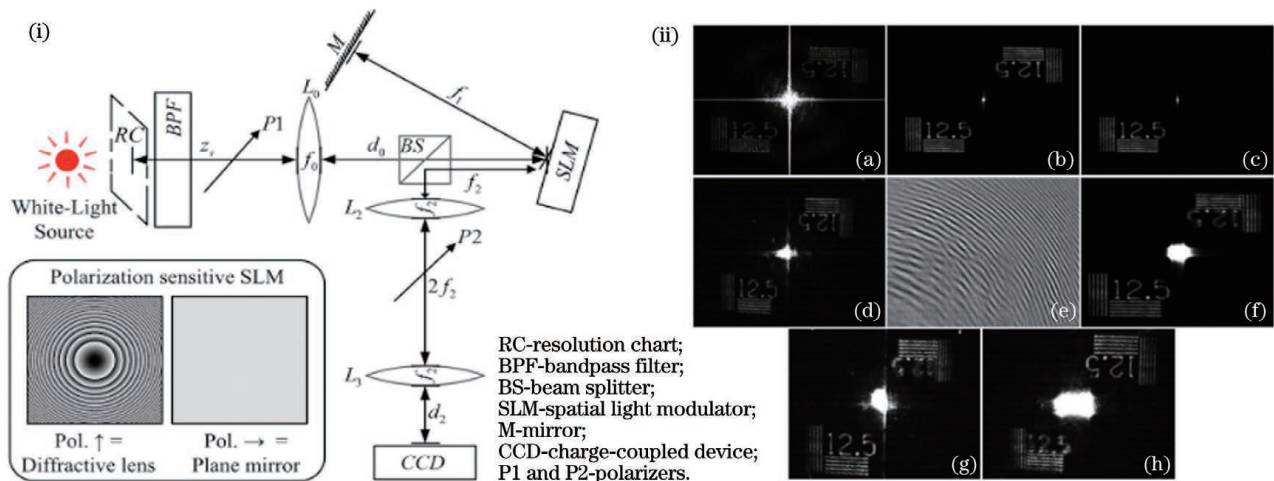 (i)
M
L₀
f₁
RC
BPF
P1
zₛ
f₀
d₀
BS
SLM
f₂
White-Light
Source
L₂
f₂
P2
2f₂
Polarization sensitive SLM
Pol. ↑ =
Diffractive lens
Pol. → =
Plane mirror
L₃
f₂
d₂
CCD
RC-resolution chart;
BPF-bandpass filter;
BS-beam splitter;
SLM-spatial light modulator;
M-mirror;
CCD-charge-coupled device;
P1 and P2-polarizers.
(ii)
12.5
12.5
(a)
12.5
12.5
(b)
12.5
(c)
12.5
12.5
(d)
(e)
12.5
12.5
(f)
12.5
12.5
(g)
12.5
12.5
(h)